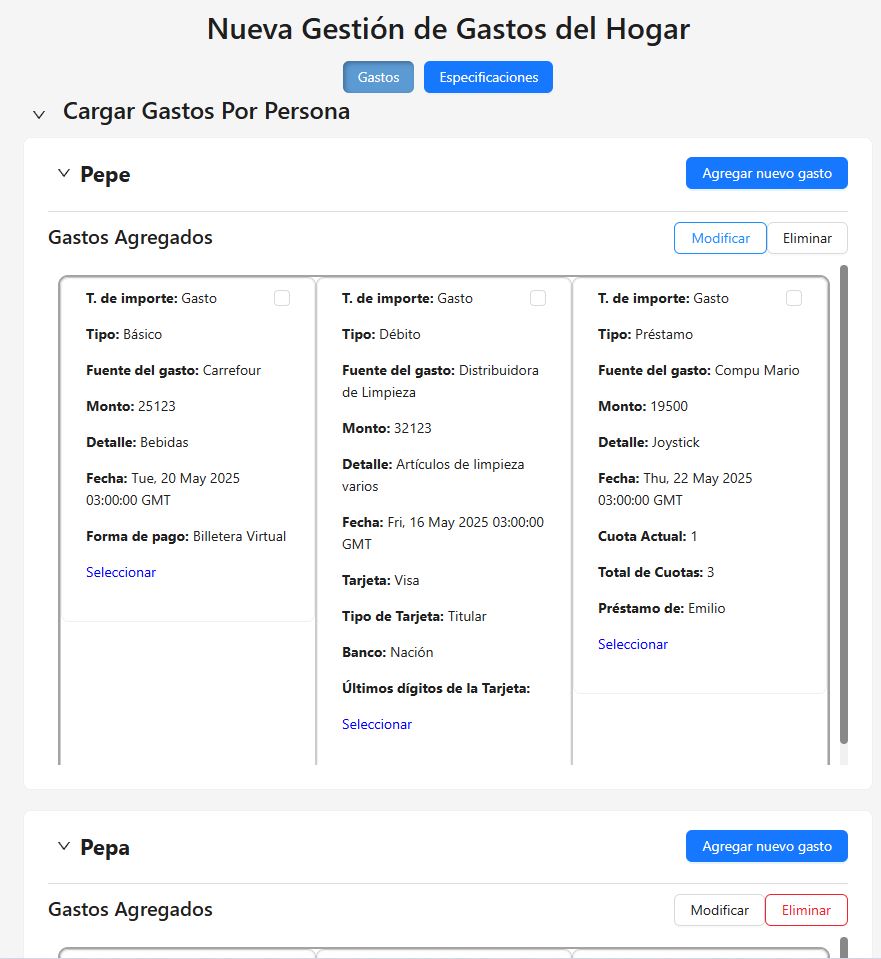 Nueva Gestión de Gastos del Hogar
Gastos
Especificaciones
Cargar Gastos Por Persona
Pepe
Agregar nuevo gasto
Gastos Agregados
Modificar
Eliminar
T. de importe: Gasto
Tipo: Básico
Fuente del gasto: Carrefour
Monto: 25123
Detalle: Bebidas
Fecha: Tue, 20 May 2025
03:00:00 GMT
Forma de pago: Billetera Virtual
Seleccionar
T. de importe: Gasto
Tipo: Débito
Fuente del gasto: Distribuidora
de Limpieza
Monto: 32123
Detalle: Artículos de limpieza
varios
Fecha: Fri, 16 May 2025 03:00:00
GMT
Tarjeta: Visa
Tipo de Tarjeta: Titular
Banco: Nación
Últimos dígitos de la Tarjeta:
Seleccionar
T. de importe: Gasto
Tipo: Préstamo
Fuente del gasto: Compu Mario
Monto: 19500
Detalle: Joystick
Fecha: Thu, 22 May 2025
03:00:00 GMT
Cuota Actual: 1
Total de Cuotas: 3
Préstamo de: Emilio
Seleccionar
Pepa
Agregar nuevo gasto
Gastos Agregados
Modificar
Eliminar